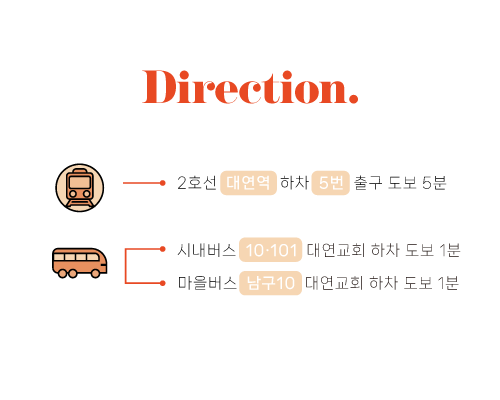 Direction.
2호선 대연역 하차 5번 출구 도보 5분
시내버스 10·101 대연교회 하차 도보 1분
마을버스 남구10 대연교회 하차 도보 1분